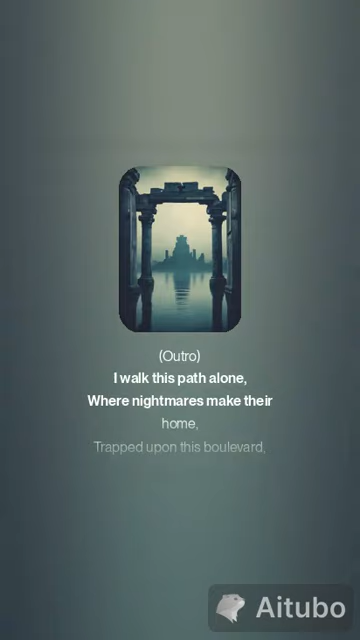 (Outro)
I walk this path alone,
Where nightmares make their
home,
Trapped upon this boulevard,
Aitubo